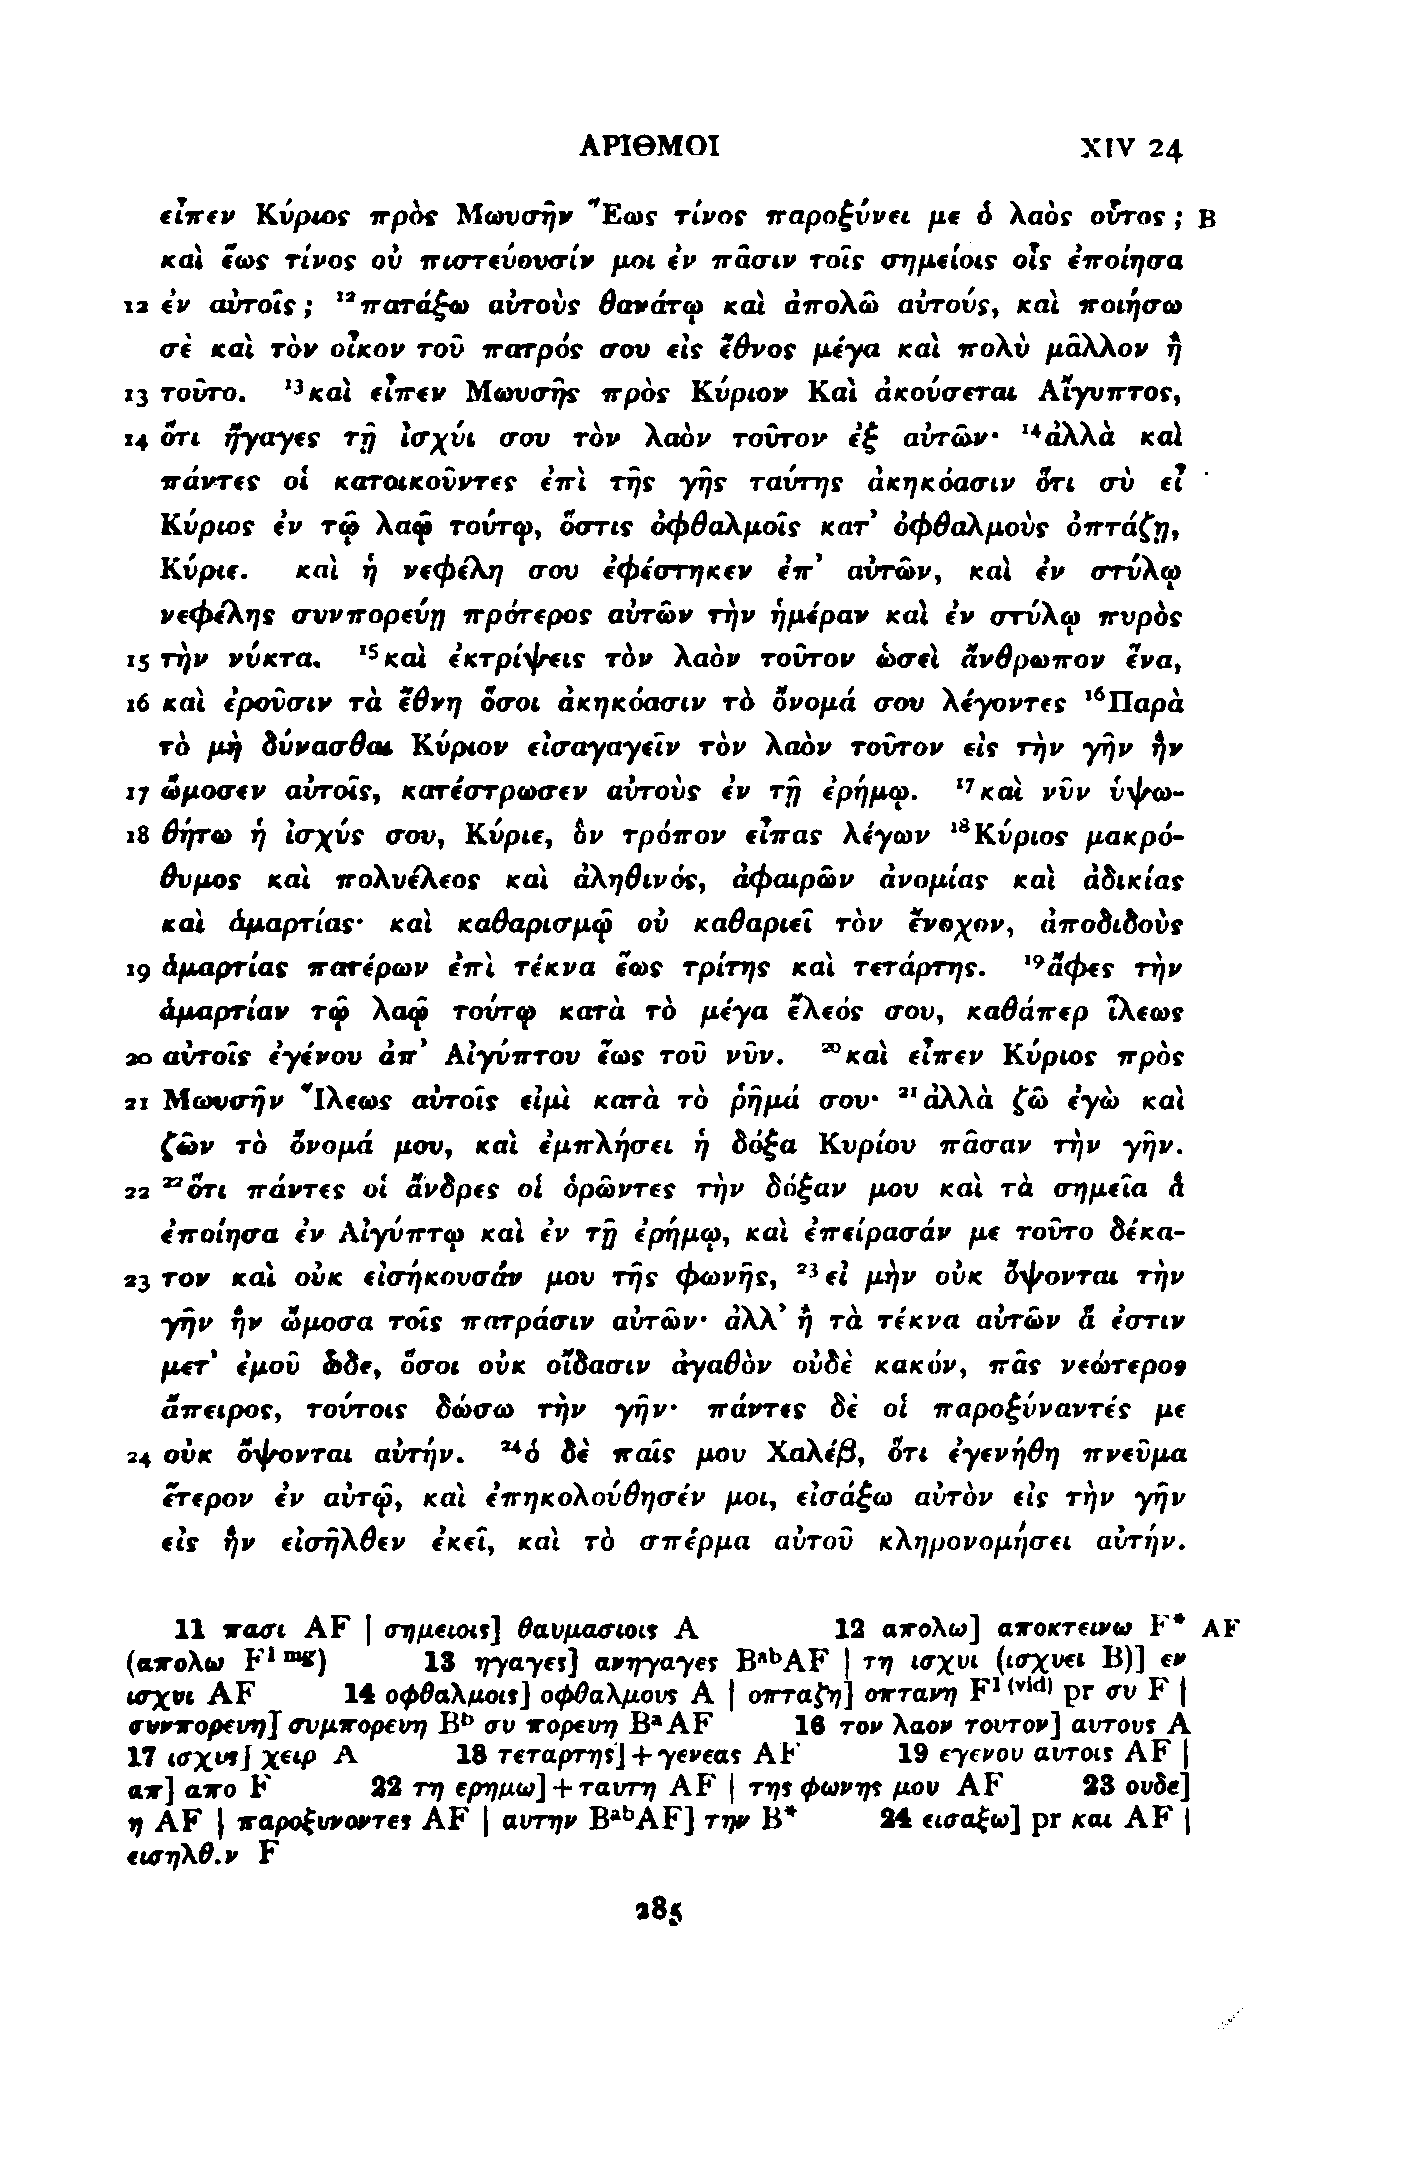 ΑΡΙΘΜΟΙ XIV 24
εἶπεν Κύριος πρὸς Μωυσῆν Ἕως τίνος παροξύνει με ὁ λαὸς οὗτος; B
καὶ ἕως τίνος οὐ πιστεύουσίν μοι ἐν πᾶσιν τοῖς σημείοις οἷς ἐποίησα
12 ἐν αὐτοῖς; ¹²πατάξω αὐτοὺς θανάτῳ καὶ ἀπολῶ αὐτούς, καὶ ποιήσω
σὲ καὶ τὸν οἶκον τοῦ πατρός σου εἰς ἔθνος μέγα καὶ πολὺ μᾶλλον ἢ
13 τοῦτο. ¹³καὶ εἶπεν Μωυσῆς πρὸς Κύριον Καὶ ἀκούσεται Αἴγυπτος,
14 ὅτι ἤγαγες τῇ ἰσχύι σου τὸν λαὸν τοῦτον ἐξ αὐτῶν· ¹⁴ἀλλὰ καὶ
πάντες οἱ κατοικοῦντες ἐπὶ τῆς γῆς ταύτης ἀκηκόασιν ὅτι σὺ εἶ
Κύριος ἐν τῷ λαῷ τούτῳ, ὅστις ὀφθαλμοῖς κατ’ ὀφθαλμοὺς ὀπτάζῃ,
Κύριε. καὶ ἡ νεφέλη σου ἐφέστηκεν ἐπ’ αὐτῶν, καὶ ἐν στύλῳ
νεφέλης συνπορεύῃ πρότερος αὐτῶν τὴν ἡμέραν καὶ ἐν στύλῳ πυρὸς
15 τὴν νύκτα. ¹⁵καὶ ἐκτρίψεις τὸν λαὸν τοῦτον ὡσεὶ ἄνθρωπον ἕνα,
16 καὶ ἐροῦσιν τὰ ἔθνη ὅσοι ἀκηκόασιν τὸ ὄνομά σου λέγοντες ¹⁶Παρὰ
τὸ μὴ δύνασθαι Κύριον εἰσαγαγεῖν τὸν λαὸν τοῦτον εἰς τὴν γῆν ἣν
17 ὤμοσεν αὐτοῖς, κατέστρωσεν αὐτοὺς ἐν τῇ ἐρήμῳ. ¹⁷καὶ νῦν ὑψω-
18 θήτω ἡ ἰσχύς σου, Κύριε, ὃν τρόπον εἶπας λέγων ¹⁸Κύριος μακρό-
θυμος καὶ πολυέλεος καὶ ἀληθινός, ἀφαιρῶν ἀνομίας καὶ ἀδικίας
καὶ ἁμαρτίας· καὶ καθαρισμῷ οὐ καθαριεῖ τὸν ἔνοχον, ἀποδιδοὺς
19 ἁμαρτίας πατέρων ἐπὶ τέκνα ἕως τρίτης καὶ τετάρτης. ¹⁹ἄφες τὴν
ἁμαρτίαν τῷ λαῷ τούτῳ κατὰ τὸ μέγα ἔλεός σου, καθάπερ ἵλεως
20 αὐτοῖς ἐγένου ἀπ’ Αἰγύπτου ἕως τοῦ νῦν. ²⁰καὶ εἶπεν Κύριος πρὸς
21 Μωυσῆν Ἵλεως αὐτοῖς εἰμὶ κατὰ τὸ ῥῆμά σου· ²¹ἀλλὰ ζῶ ἐγὼ καὶ
ζῶν τὸ ὄνομά μου, καὶ ἐμπλήσει ἡ δόξα Κυρίου πᾶσαν τὴν γῆν.
22 ²²ὅτι πάντες οἱ ἄνδρες οἱ ὁρῶντες τὴν δόξαν μου καὶ τὰ σημεῖα ἃ
ἐποίησα ἐν Αἰγύπτῳ καὶ ἐν τῇ ἐρήμῳ, καὶ ἐπείρασάν με τοῦτο δέκα-
23 τον καὶ οὐκ εἰσήκουσάν μου τῆς φωνῆς, ²³εἰ μὴν οὐκ ὄψονται τὴν
γῆν ἣν ὤμοσα τοῖς πατράσιν αὐτῶν· ἀλλ’ ἢ τὰ τέκνα αὐτῶν ἅ ἐστιν
μετ’ ἐμοῦ ὧδε, ὅσοι οὐκ οἴδασιν ἀγαθὸν οὐδὲ κακόν, πᾶς νεώτερος
ἄπειρος, τούτοις δώσω τὴν γῆν· πάντες δὲ οἱ παροξύναντές με
24 οὐκ ὄψονται αὐτήν. ²⁴ὁ δὲ παῖς μου Χαλέβ, ὅτι ἐγενήθη πνεῦμα
ἕτερον ἐν αὐτῷ, καὶ ἐπηκολούθησέν μοι, εἰσάξω αὐτὸν εἰς τὴν γῆν
εἰς ἣν εἰσῆλθεν ἐκεῖ, καὶ τὸ σπέρμα αὐτοῦ κληρονομήσει αὐτήν.
11 πασι AF | σημειοις] θαυμασιοις A 12 απολω] αποκτεινω F* AF
(απολω F¹ ᵐᵍ) 13 ηγαγες] ανηγαγες BᵃᵇAF | τη ισχυι (ισχυει B)] εν
ισχυι AF 14 οφθαλμοις] οφθαλμους A | οπταζη] οπτανη F¹⁽ᵛⁱᵈ⁾ pr συ F |
συνπορευη] συμπορευη Bᵇ συ πορευη BᵃAF 16 τον λαον τουτον] αυτους A
17 ισχυς] χειρ A 18 τεταρτης]+γενεας AF 19 εγενου αυτοις AF |
απ] απο F 22 τη ερημω]+ταυτη AF | της φωνης μου AF 23 ουδε]
η AF | παροξυνοντες AF | αυτην BᵃᵇAF] την B* 24 εισαξω] pr και AF |
εισηλθ.ν F
285